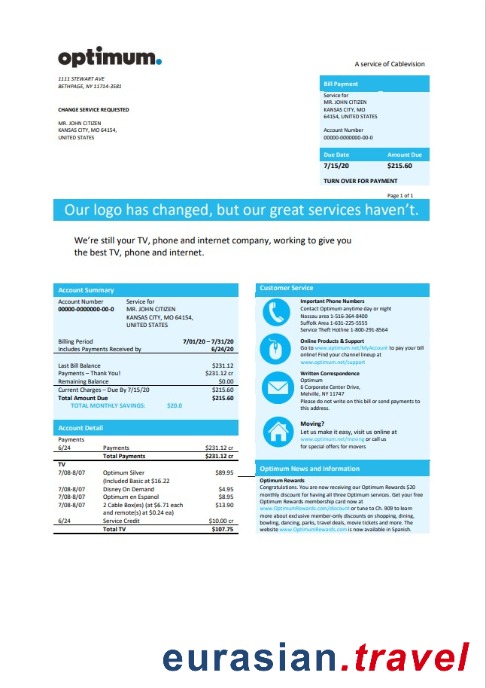 optimum.
A service of Cablevision
1111 STEWART AVE
BETHPAGE, NY 11714-3581
CHANGE SERVICE REQUESTED
MR. JOHN CITIZEN
KANSAS CITY, MO 64154,
UNITED STATES
Bill Payment
Service for
MR. JOHN CITIZEN
KANSAS CITY, MO
64154, UNITED STATES
Account Number
00000-0000000-00-0
Due Date Amount Due
7/15/20 $215.60
TURN OVER FOR PAYMENT
Page 1 of 1
Our logo has changed, but our great services haven't.
We're still your TV, phone and internet company, working to give you
the best TV, phone and internet.
Account Summary
Account Number Service for
00000-0000000-00-0 MR. JOHN CITIZEN
KANSAS CITY, MO 64154,
UNITED STATES
Billing Period 7/01/20 – 7/31/20
Includes Payments Received by 6/24/20
Last Bill Balance $231.12
Payments – Thank You! $231.12 cr
Remaining Balance $0.00
Current Charges – Due By 7/15/20 $215.60
Total Amount Due $215.60
TOTAL MONTHLY SAVINGS: $20.0
Account Detail
Payments
6/24 Payments $231.12 cr
Total Payments $231.12 cr
TV
7/08-8/07 Optimum Silver $89.95
(Included Basic at $16.22
7/08-8/07 Disney On Demand $4.95
7/08-8/07 Optimum en Espanol $8.95
7/08-8/07 2 Cable Box(es) (at $6.71 each $13.90
and remote(s) at $0.24 ea)
6/24 Service Credit $10.00 cr
Total TV $107.75
Customer Service
Important Phone Numbers
Contact Optimum anytime day or night
Nassau area 1-516-364-8400
Suffolk Area 1-631-225-5555
Service Theft Hotline 1-800-291-8564
Online Products & Support
Go to www.optimum.net/MyAccount to pay your bill
online! Find your channel lineup at
www.optimum.net/support
Written Correspondence
Optimum
6 Corporate Center Drive,
Melville, NY 11747
Please do not write on this bill or send payments to
this address.
Moving?
Let us make it easy, visit us online at
www.optimum.net/moving or call us
for special offers for movers.
Optimum News and Information
Optimum Rewards
Congratulations. You are now receiving our Optimum Rewards $20
monthly discount for having all three Optimum services. Get your free
Optimum Rewards membership card now at
www.OptimumRewards.com/discount or tune to Ch. 909 to learn
more about exclusive member-only discounts on shopping, dining,
bowling, dancing, parks, travel deals, movie tickets and more. The
website www.OptimumRewards.com is now available in Spanish.
eurasian.travel